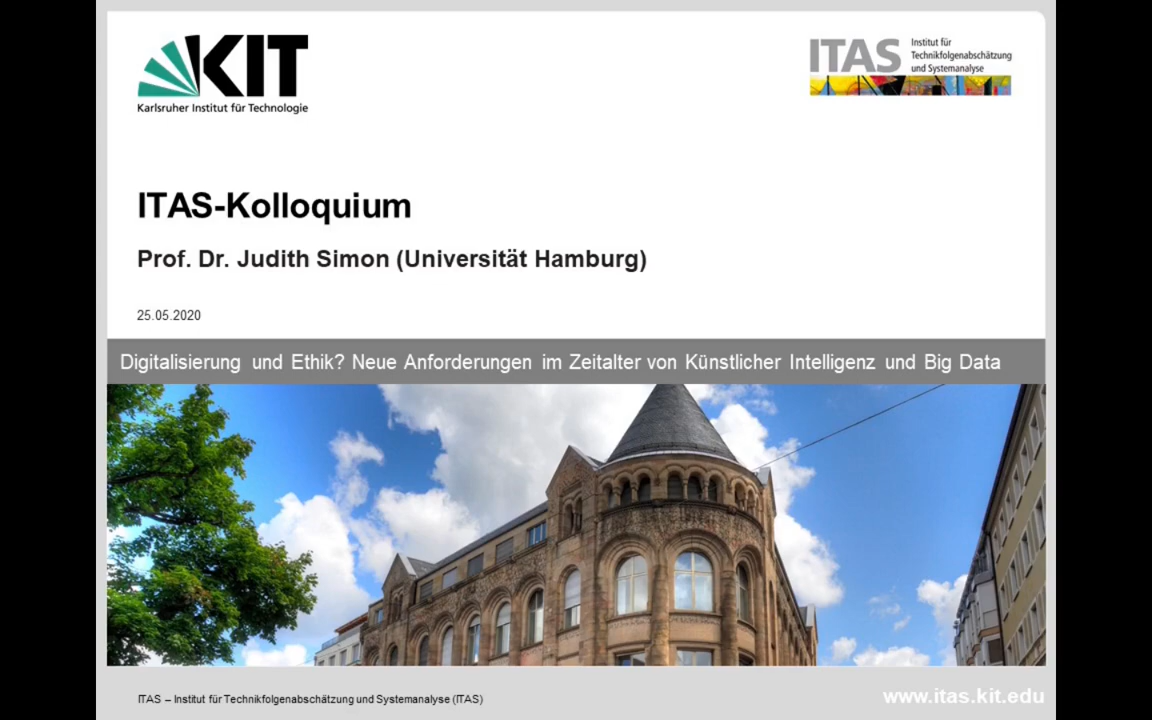 KIT
Karlsruher Institut für Technologie
ITAS
Institut für
Technikfolgenabschätzung
und Systemanalyse
ITAS-Kolloquium
Prof. Dr. Judith Simon (Universität Hamburg)
25.05.2020
Digitalisierung und Ethik? Neue Anforderungen im Zeitalter von Künstlicher Intelligenz und Big Data
ITAS – Institut für Technikfolgenabschätzung und Systemanalyse (ITAS)
www.itas.kit.edu